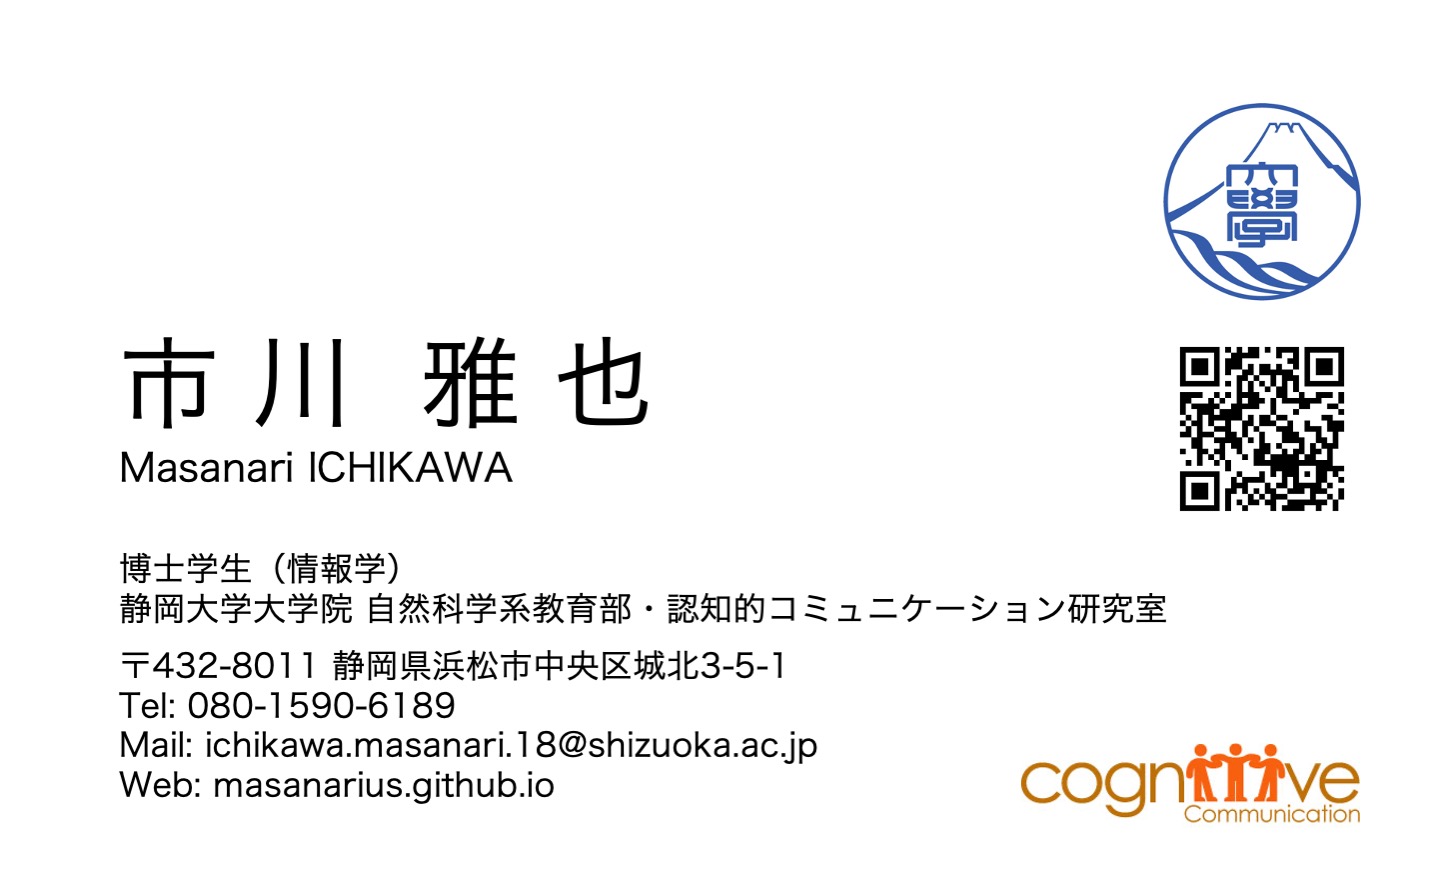 大學
市川 雅也
Masanari ICHIKAWA
博士学生（情報学）
静岡大学大学院 自然科学系教育部・認知的コミュニケーション研究室
〒432-8011 静岡県浜松市中央区城北3-5-1
Tel: 080-1590-6189
Mail: ichikawa.masanari.18@shizuoka.ac.jp
Web: masanarius.github.io
cognitive
Communication